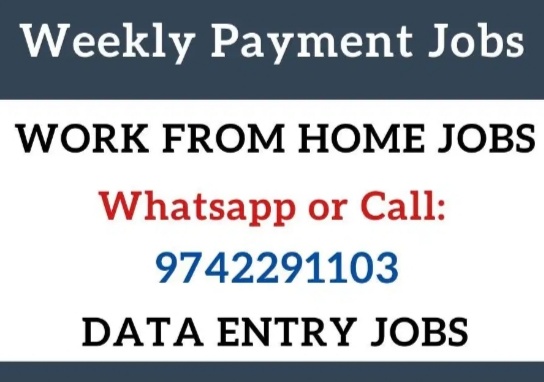 Weekly Payment Jobs
WORK FROM HOME JOBS
Whatsapp or Call:
9742291103
DATA ENTRY JOBS